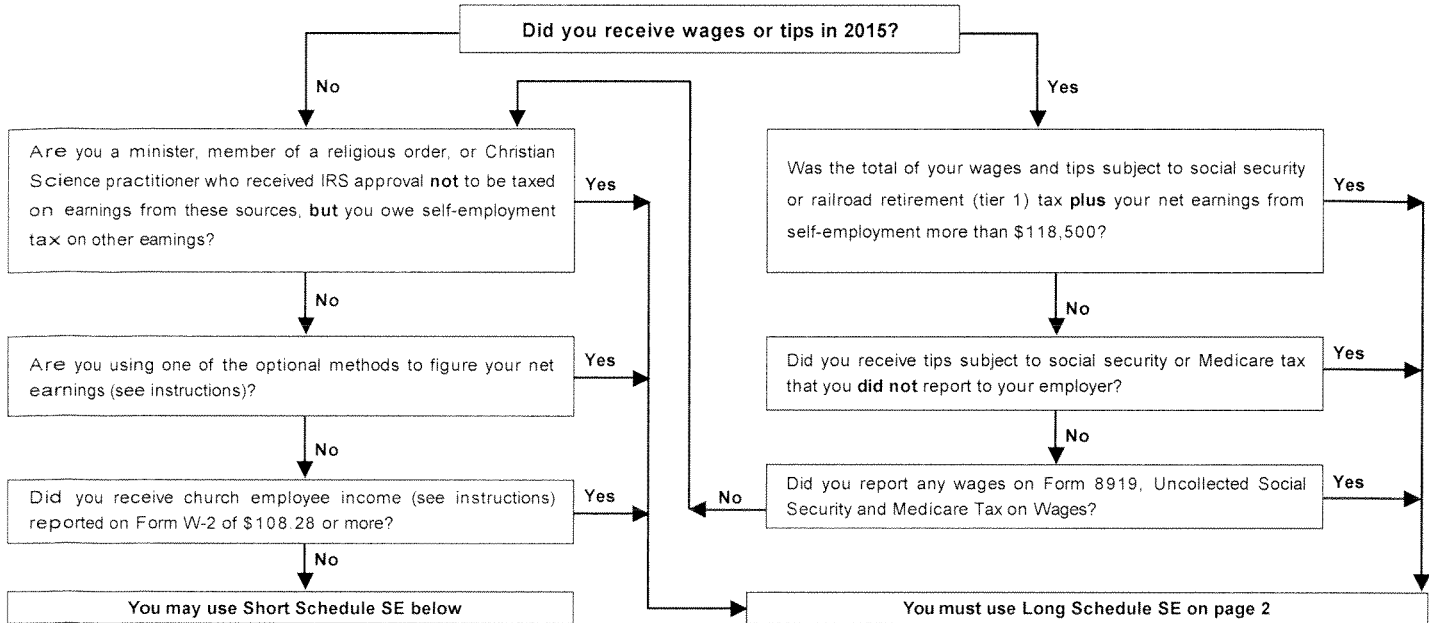 Did you receive wages or tips in 2015?
No
Yes
Are you a minister, member of a religious order, or Christian
Science practitioner who received IRS approval not to be taxed
on earnings from these sources, but you owe self-employment
tax on other earnings?
Yes
Was the total of your wages and tips subject to social security
or railroad retirement (tier 1) tax plus your net earnings from
self-employment more than $118,500?
Yes
No
No
Are you using one of the optional methods to figure your net
earnings (see instructions)?
Yes
Did you receive tips subject to social security or Medicare tax
that you did not report to your employer?
Yes
No
No
Did you receive church employee income (see instructions)
reported on Form W-2 of $108.28 or more?
Yes
No
Did you report any wages on Form 8919, Uncollected Social
Security and Medicare Tax on Wages?
Yes
No
You may use Short Schedule SE below
You must use Long Schedule SE on page 2